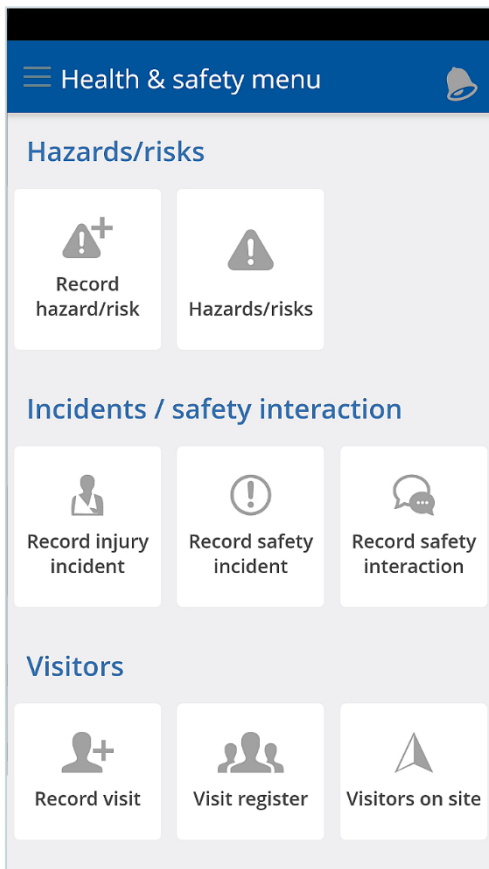 Health & safety menu
Hazards/risks
Record
hazard/risk
Hazards/risks
Incidents / safety interaction
Record injury
incident
Record safety
incident
Record safety
interaction
Visitors
Record visit
Visit register
Visitors on site